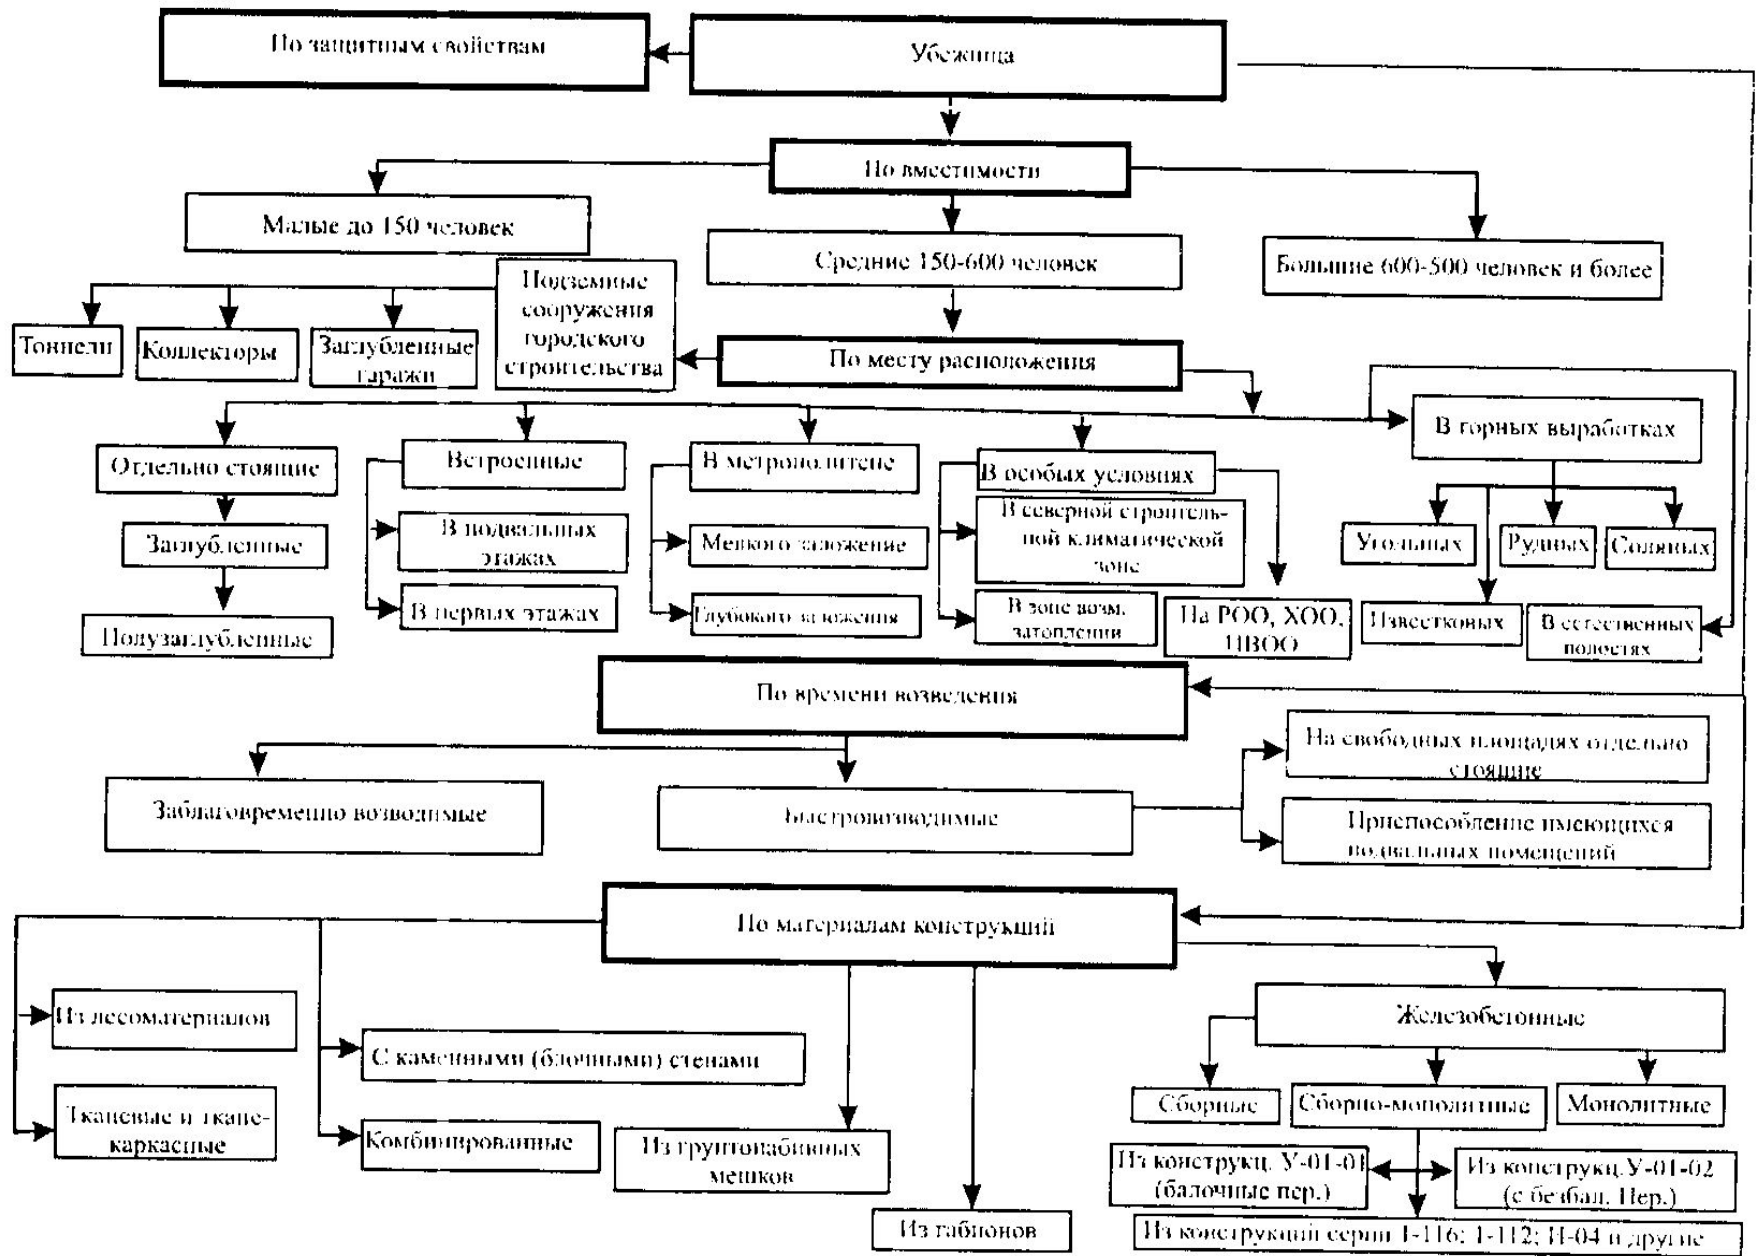 По защитным свойствам
Убежища
По вместимости
Малые до 150 человек
Средние 150-600 человек
Большие 600-500 человек и более
Подземные
сооружения
городского
строительства
Тоннели
Коллекторы
Заглубленные
гаражи
По месту расположения
В горных выработках
Отдельно стоящие
Встроенные
В метрополитене
В особых условиях
Заглубленные
В подвальных
этажах
Мелкого заложение
В северной строитель-
ной климатической
зоне
Угольных
Рудных
Соляных
Полузаглубленные
В первых этажах
Глубокого заложения
В зоне возм.
затоплении
На РОО, ХОО,
ПВОО
Известковых
В естественных
полостях
По времени возведения
На свободных площадях отдельно
стоящие
Заблаговременно возводимые
Быстровозводимые
Приспособление имеющихся
подвальных помещений
По материалам конструкций
Из лесоматериалов
С каменными (блочными) стенами
Железобетонные
Тканевые и ткане-
каркасные
Комбинированные
Из грунтонабивных
мешков
Из габионов
Сборные
Сборно-монолитные
Монолитные
Из конструкц. У-01-01
(балочные пер.)
Из конструкц.У-01-02
(с безбал. Пер.)
Из конструкций серии 1-116; 1-112; И-04 и другие